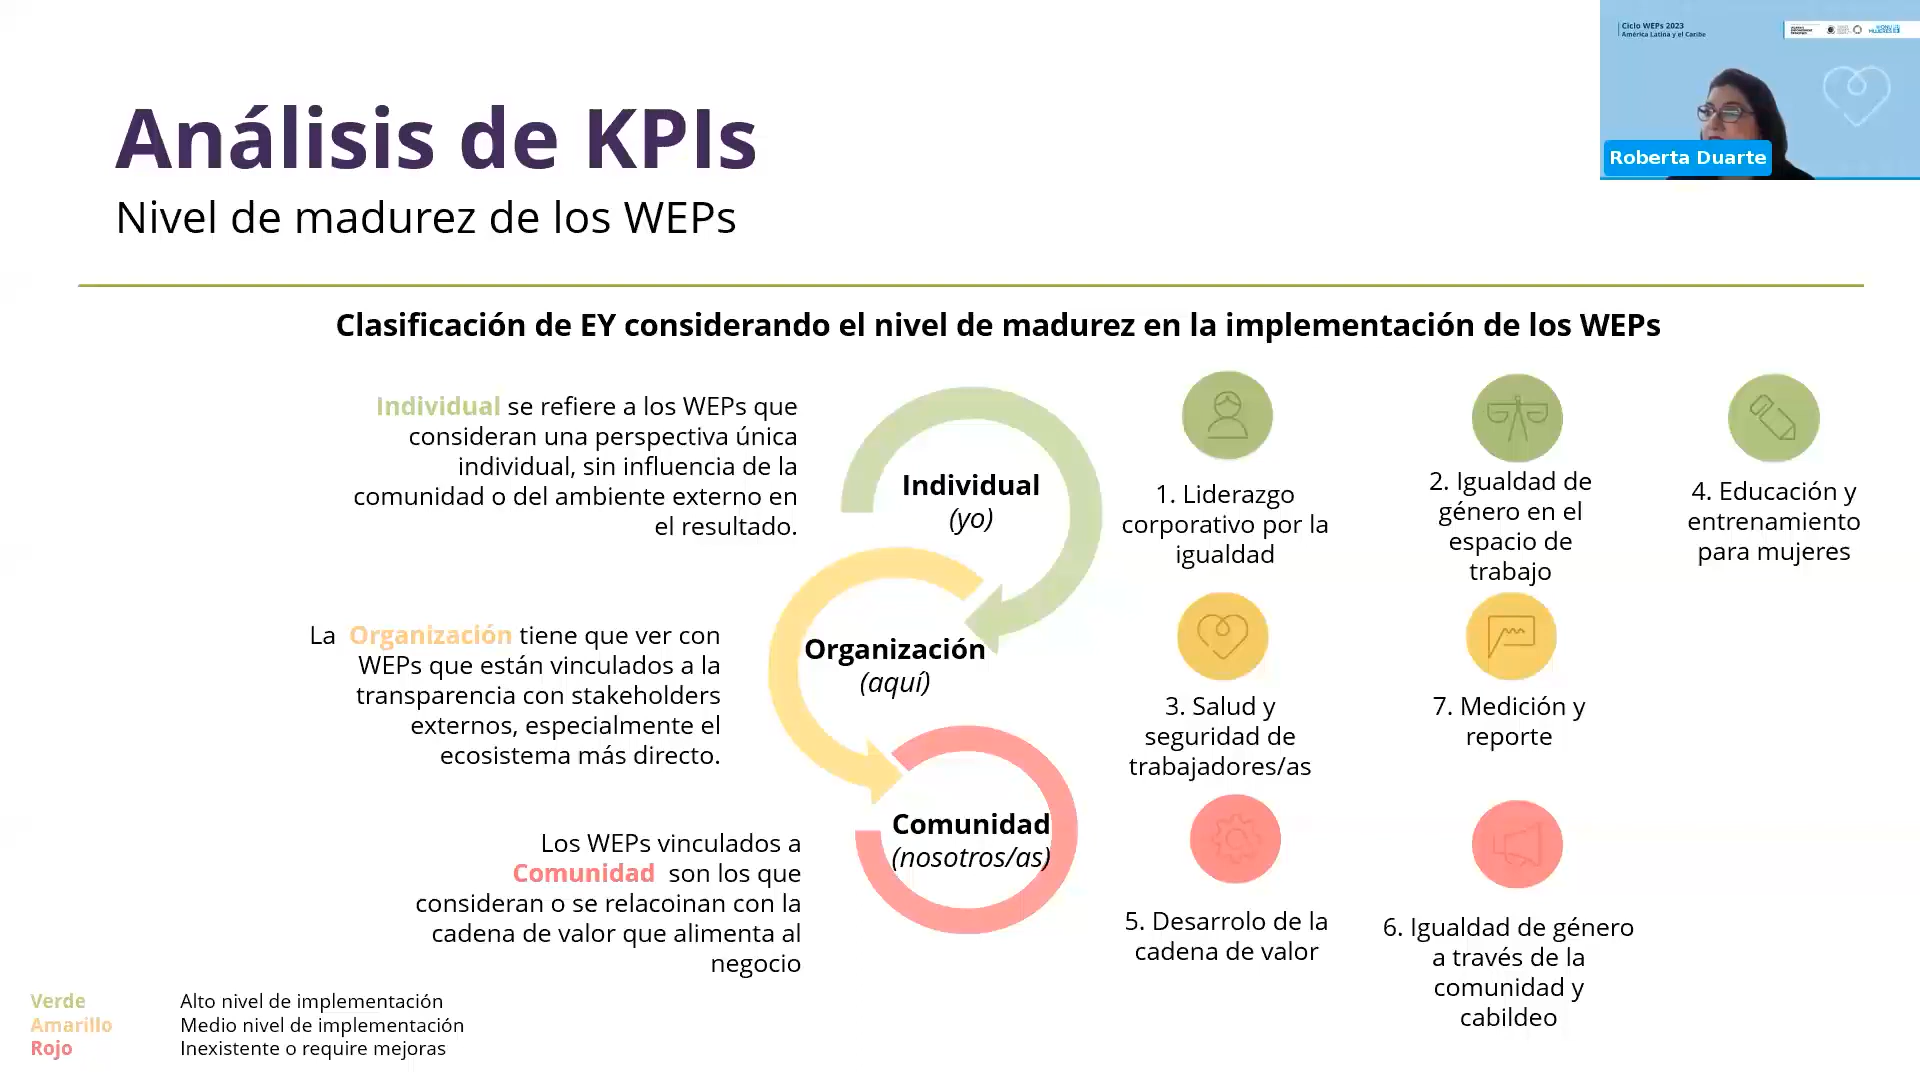 Ciclo WEPs 2023
América Latina y el Caribe
Roberta Duarte
Análisis de KPIs
Nivel de madurez de los WEPs
Clasificación de EY considerando el nivel de madurez en la implementación de los WEPs
Individual se refiere a los WEPs que
consideran una perspectiva única
individual, sin influencia de la
comunidad o del ambiente externo en
el resultado.
Individual
(yo)
1. Liderazgo
corporativo por la
igualdad
2. Igualdad de
género en el
espacio de
trabajo
4. Educación y
entrenamiento
para mujeres
La Organización tiene que ver con
WEPs que están vinculados a la
transparencia con stakeholders
externos, especialmente el
ecosistema más directo.
Organización
(aquí)
3. Salud y
seguridad de
trabajadores/as
7. Medición y
reporte
Los WEPs vinculados a
Comunidad son los que
consideran o se relacoinan con la
cadena de valor que alimenta al
negocio
Comunidad
(nosotros/as)
5. Desarrolo de la
cadena de valor
6. Igualdad de género
a través de la
comunidad y
cabildeo
Verde Alto nivel de implementación
Amarillo Medio nivel de implementación
Rojo Inexistente o require mejoras